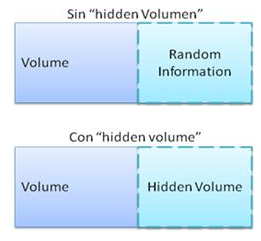 Sin “hidden Volumen”
Volume
Random
Information
Con “hidden volume”
Volume
Hidden Volume